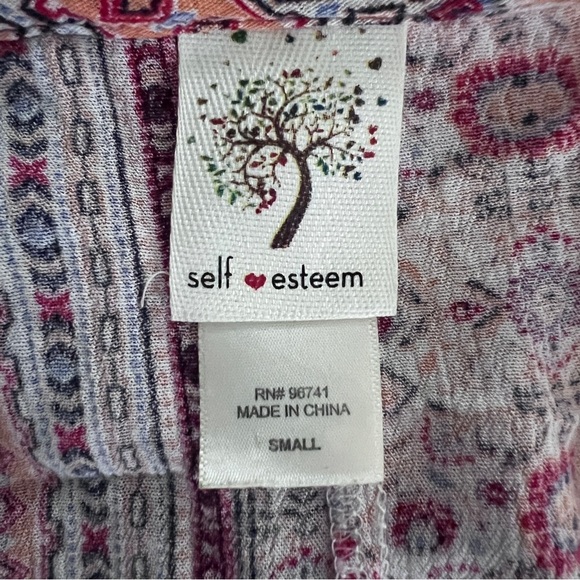 self esteem
RN# 96741
MADE IN CHINA
SMALL